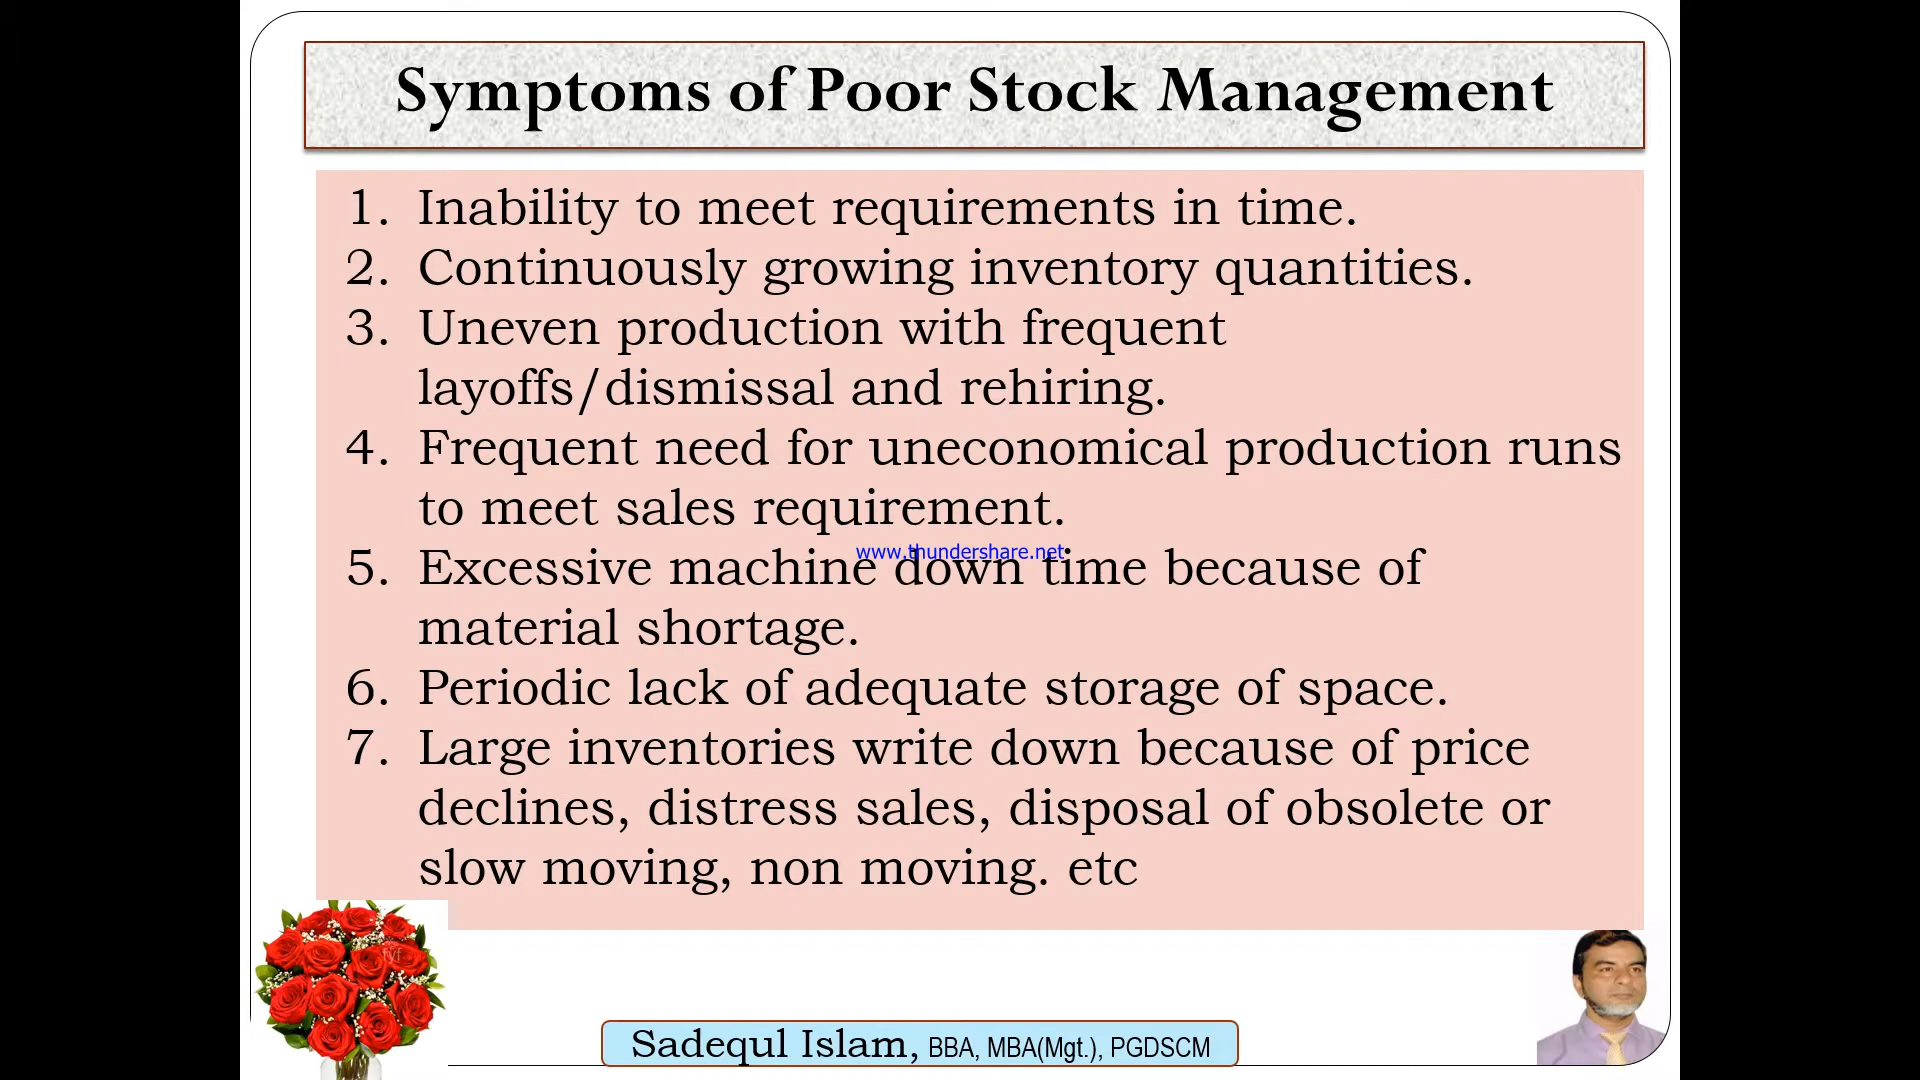 Symptoms of Poor Stock Management
1. Inability to meet requirements in time.
2. Continuously growing inventory quantities.
3. Uneven production with frequent
layoffs/dismissal and rehiring.
4. Frequent need for uneconomical production runs
to meet sales requirement.
www.thundershare.net
5. Excessive machine down time because of
material shortage.
6. Periodic lack of adequate storage of space.
7. Large inventories write down because of price
declines, distress sales, disposal of obsolete or
slow moving, non moving. etc
Sadequl Islam, BBA, MBA(Mgt.), PGDSCM